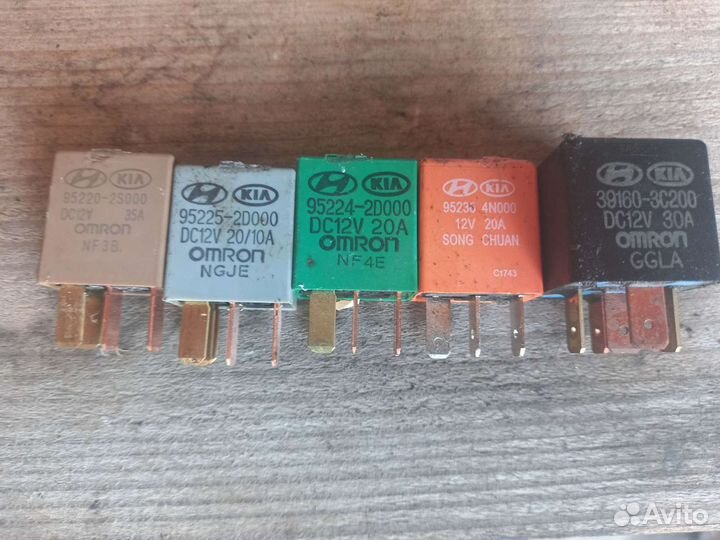 KIA
95220-2S000
DC12V 35A
OMRON
NF3B
KIA
95225-2D000
DC12V 20/10A
OMRON
NGJE
KIA
95224-2D000
DC12V 20A
OMRON
NF4E
KIA
95230 4N000
12V 20A
SONG CHUAN
C1743
KIA
39160-3C200
DC12V 30A
OMRON
GGLA
Avito